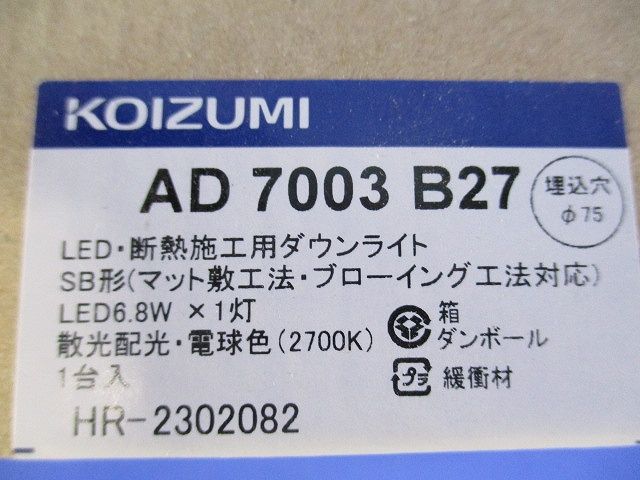 KOIZUMI
AD 7003 B27
埋込穴
φ75
LED・断熱施工用ダウンライト
SB形(マット敷工法・ブローイング工法対応)
LED6.8W ×1灯
散光配光・電球色(2700K)
1台入
HR-2302082
箱
ダンボール
プラ
緩衝材